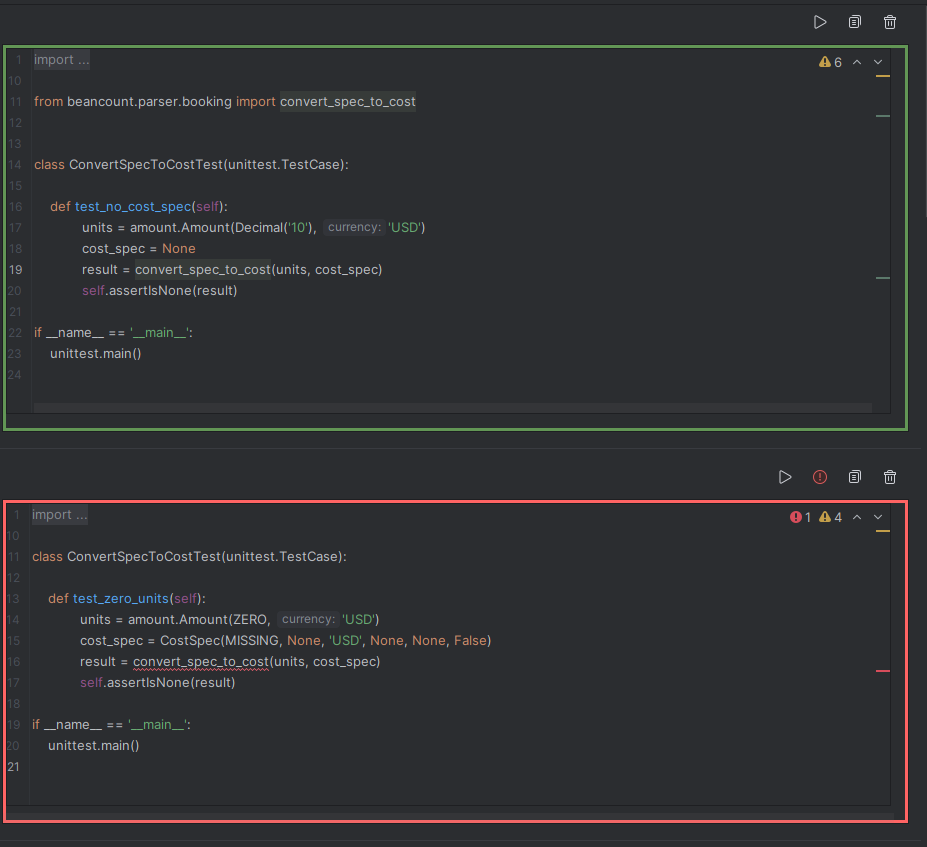 1 import ... 6
10
11 from beancount.parser.booking import convert_spec_to_cost
12
13
14 class ConvertSpecToCostTest(unittest.TestCase):
15
16 def test_no_cost_spec(self):
17 units = amount.Amount(Decimal('10'), currency: 'USD')
18 cost_spec = None
19 result = convert_spec_to_cost(units, cost_spec)
20 self.assertIsNone(result)
21
22 if __name__ == '__main__':
23 unittest.main()
24
1 import ... 1 4
10
11 class ConvertSpecToCostTest(unittest.TestCase):
12
13 def test_zero_units(self):
14 units = amount.Amount(ZERO, currency: 'USD')
15 cost_spec = CostSpec(MISSING, None, 'USD', None, None, False)
16 result = convert_spec_to_cost(units, cost_spec)
17 self.assertIsNone(result)
18
19 if __name__ == '__main__':
20 unittest.main()
21